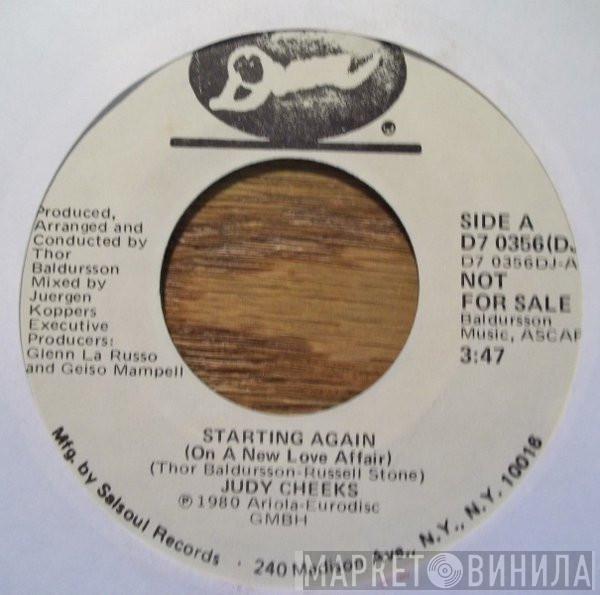 ®
Produced,
Arranged and
Conducted by
Thor
Baldursson
Mixed by
Juergen
Koppers
Executive
Producers:
Glenn La Russo
and Geiso Mampell
SIDE A
D7 0356(DJ
D7 0356DJ-A
NOT
FOR SALE
Baldursson
Music, ASCAP
3:47
STARTING AGAIN
(On A New Love Affair)
(Thor Baldursson-Russell Stone)
JUDY CHEEKS
℗ 1980 Ariola-Eurodisc
GMBH
Mfg. by Salsoul Records · 240 Madison Ave., N.Y., N.Y. 10016
МАРКЕТ ВИНИЛА